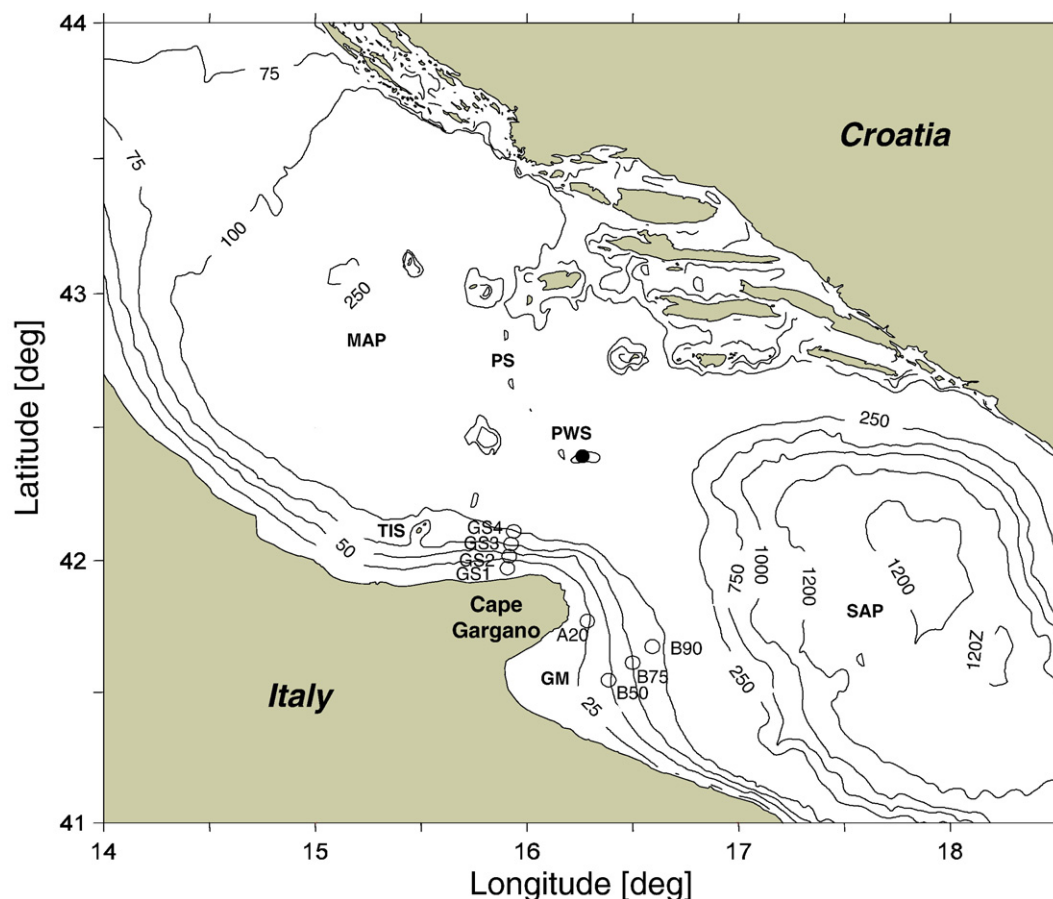 44
75
Croatia
75
100
43
250
MAP
PS
250
PWS
TIS
GS4
GS3
GS2
GS1
50
42
750
1000
1200
1200
SAP
120Z
Cape
Gargano
A20
B90
B75
B50
GM
25
250
Italy
41
14
15
16
17
18
Latitude [deg]
Longitude [deg]